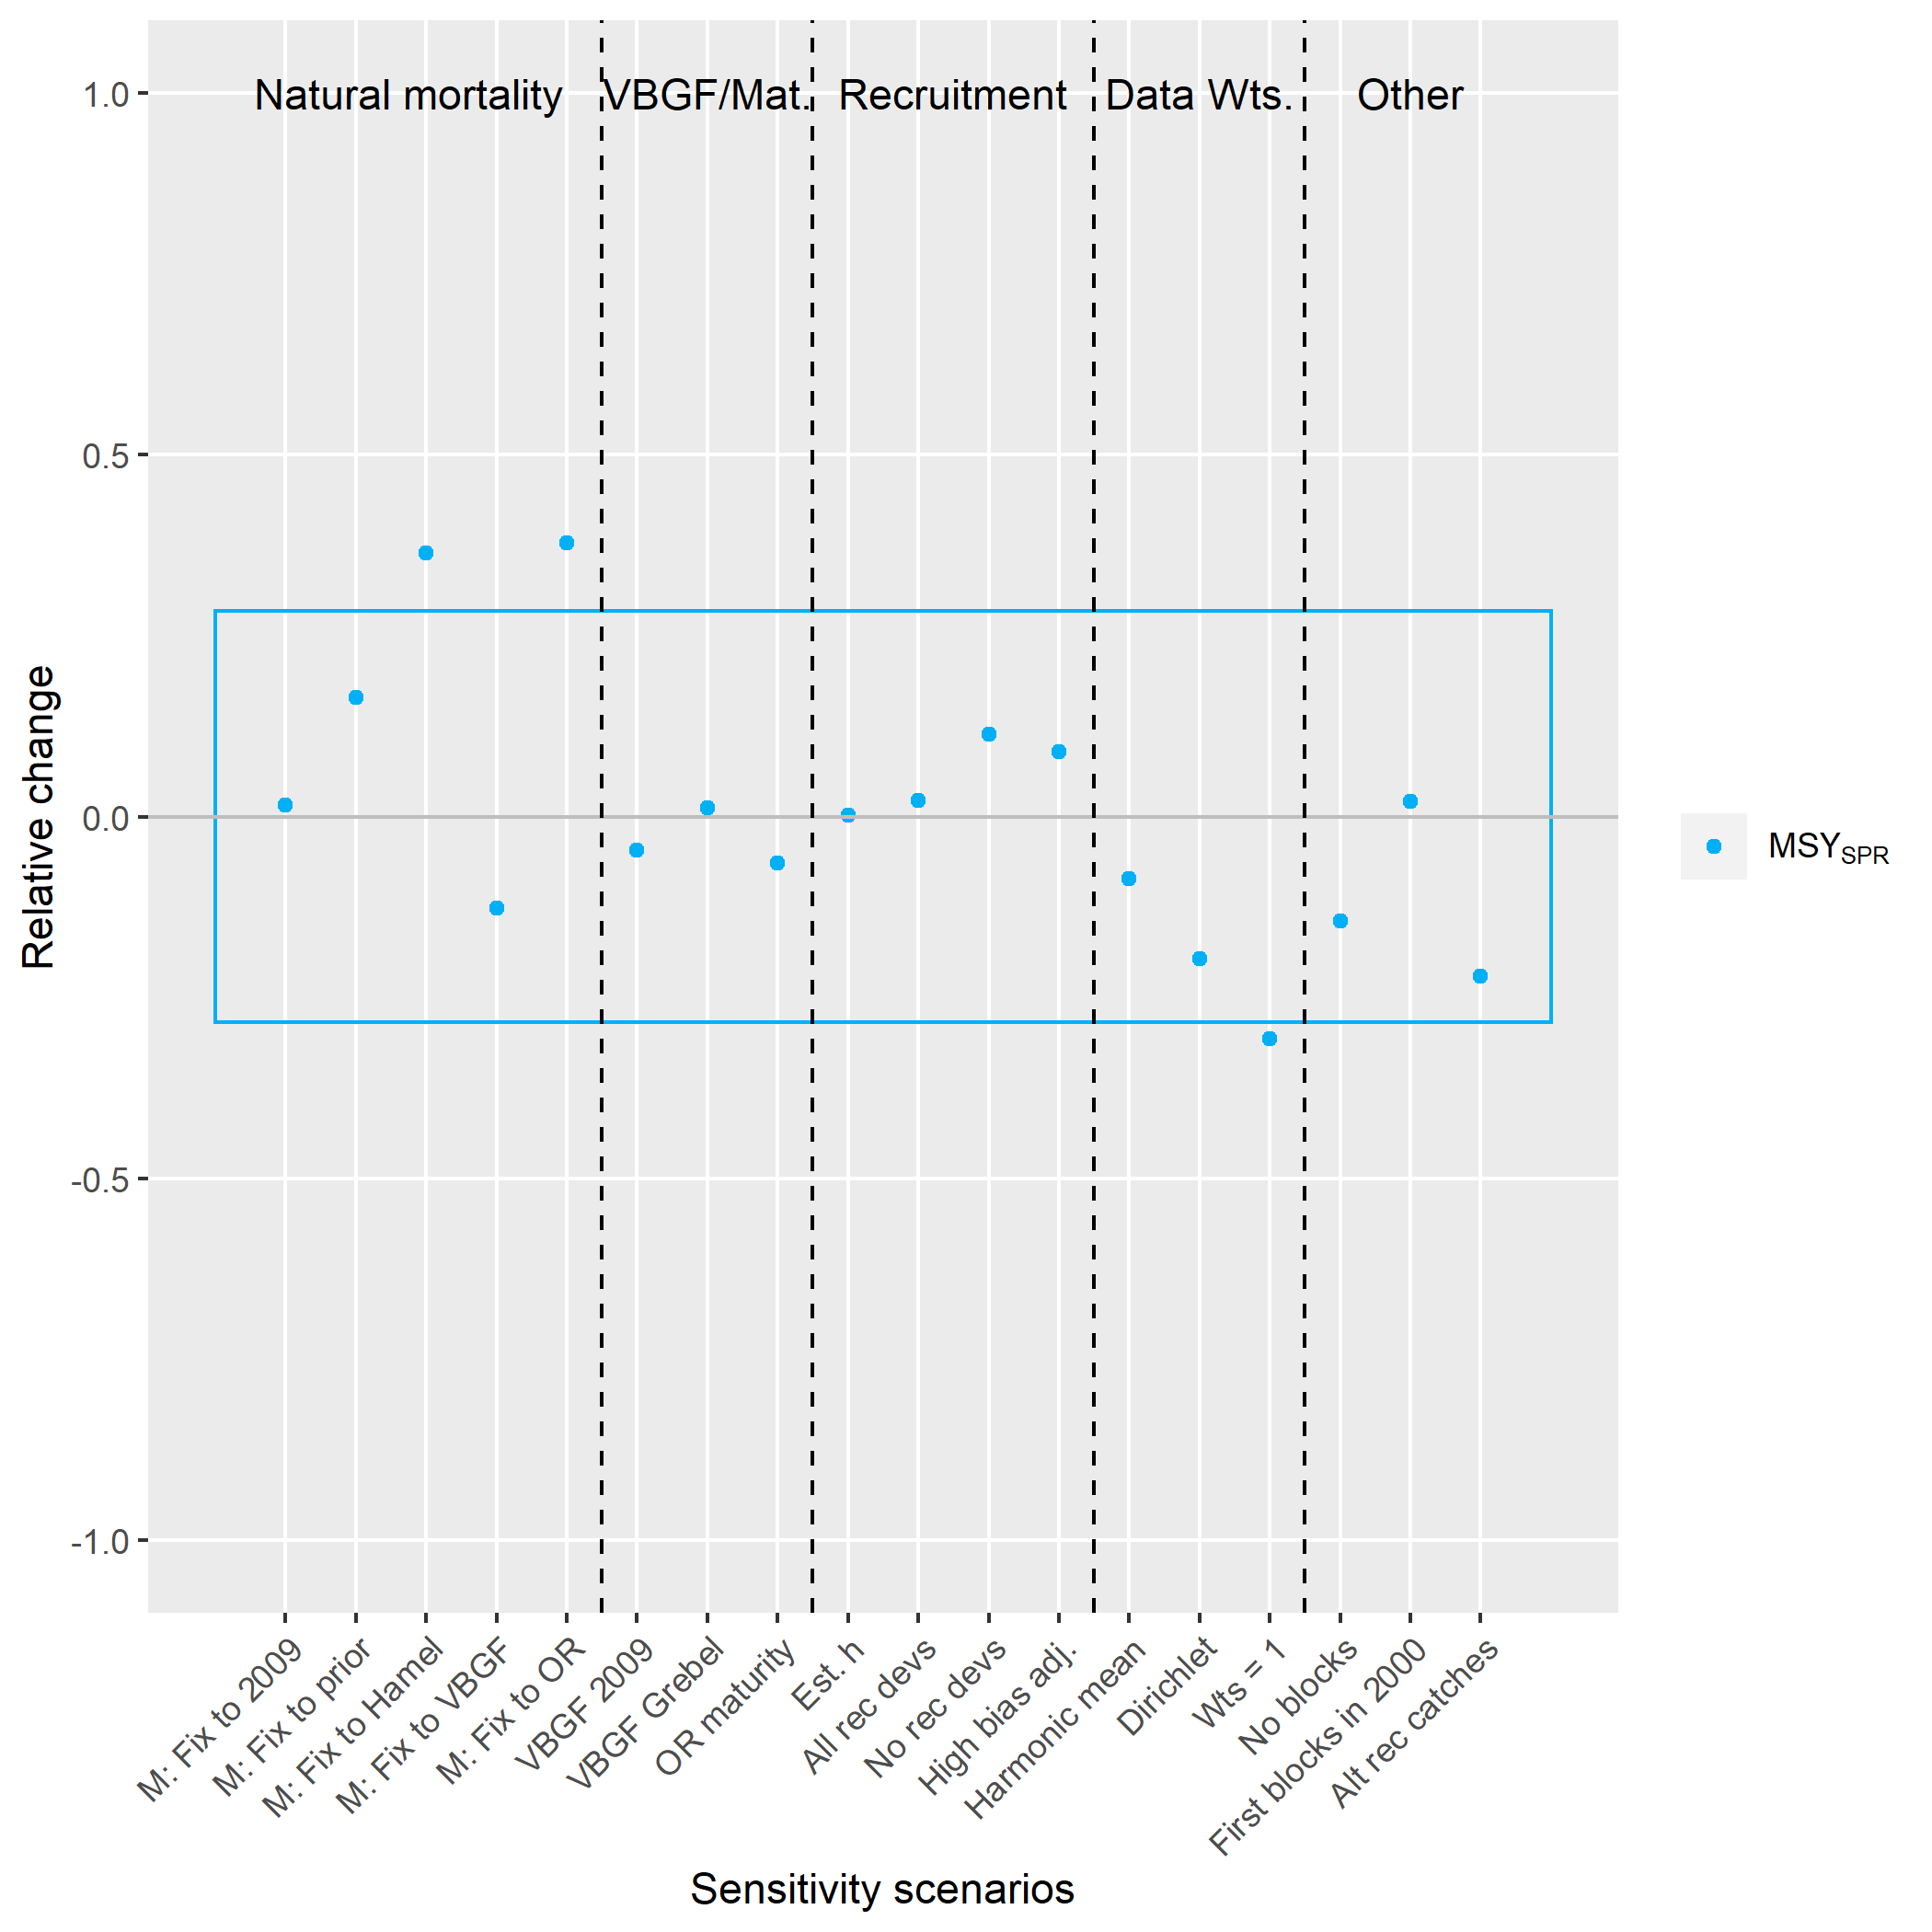 Natural mortality
VBGF/Mat.
Recruitment
Data Wts.
Other
1.0
0.5
0.0
-0.5
-1.0
Relative change
MSYSPR
M: Fix to 2009
M: Fix to prior
M: Fix to Hamel
M: Fix to VBGF
M: Fix to OR
VBGF 2009
VBGF Grebel
OR maturity
Est. h
All rec devs
No rec devs
High bias adj.
Harmonic mean
Dirichlet
Wts = 1
No blocks
First blocks in 2000
Alt rec catches
Sensitivity scenarios